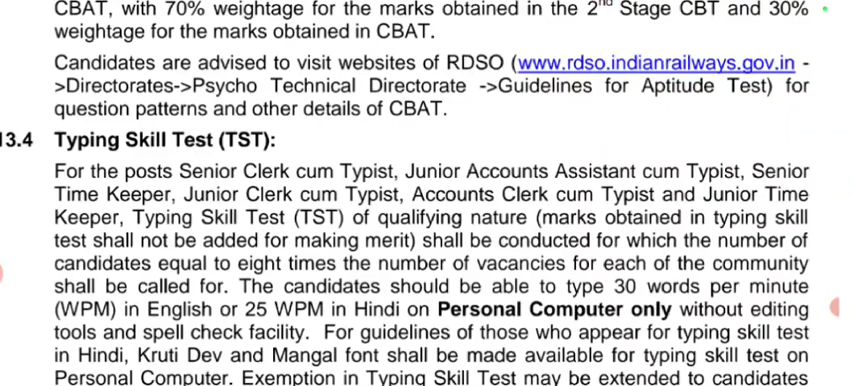 CBAT, with 70% weightage for the marks obtained in the 2nd Stage CBT and 30%
weightage for the marks obtained in CBAT.
Candidates are advised to visit websites of RDSO (www.rdso.indianrailways.gov.in -
>Directorates->Psycho Technical Directorate ->Guidelines for Aptitude Test) for
question patterns and other details of CBAT.
13.4 Typing Skill Test (TST):
For the posts Senior Clerk cum Typist, Junior Accounts Assistant cum Typist, Senior
Time Keeper, Junior Clerk cum Typist, Accounts Clerk cum Typist and Junior Time
Keeper, Typing Skill Test (TST) of qualifying nature (marks obtained in typing skill
test shall not be added for making merit) shall be conducted for which the number of
candidates equal to eight times the number of vacancies for each of the community
shall be called for. The candidates should be able to type 30 words per minute
(WPM) in English or 25 WPM in Hindi on Personal Computer only without editing
tools and spell check facility. For guidelines of those who appear for typing skill test
in Hindi, Kruti Dev and Mangal font shall be made available for typing skill test on
Personal Computer. Exemption in Typing Skill Test may be extended to candidates